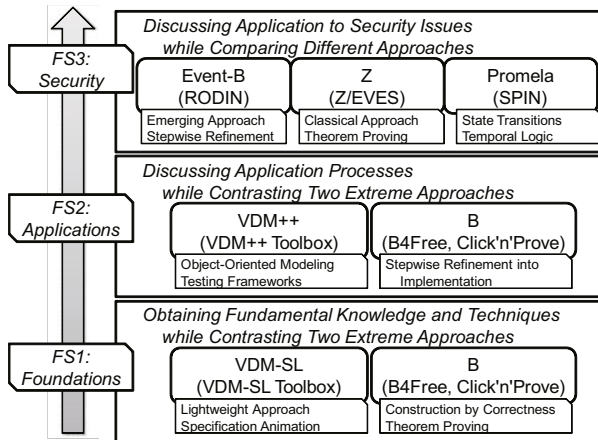 Discussing Application to Security Issues
while Comparing Different Approaches
FS3:
Security
Event-B
(RODIN)
Emerging Approach
Stepwise Refinement
Z
(Z/EVES)
Classical Approach
Theorem Proving
Promela
(SPIN)
State Transitions
Temporal Logic
Discussing Application Processes
while Contrasting Two Extreme Approaches
FS2:
Applications
VDM++
(VDM++ Toolbox)
Object-Oriented Modeling
Testing Frameworks
B
(B4Free, Click'n'Prove)
Stepwise Refinement into
Implementation
Obtaining Fundamental Knowledge and Techniques
while Contrasting Two Extreme Approaches
FS1:
Foundations
VDM-SL
(VDM-SL Toolbox)
Lightweight Approach
Specification Animation
B
(B4Free, Click'n'Prove)
Construction by Correctness
Theorem Proving